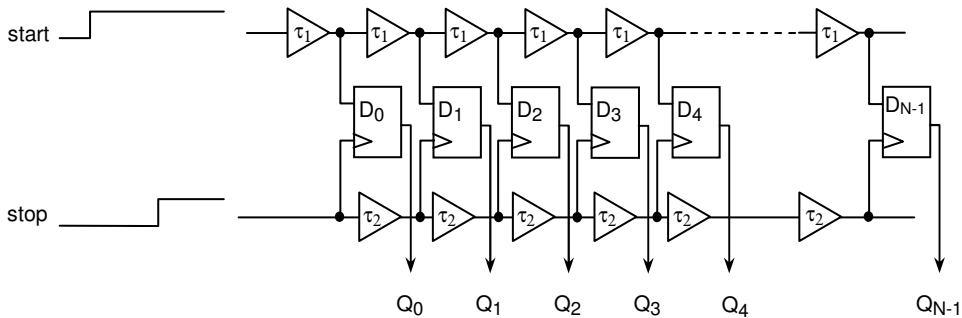 start
τ1 τ1 τ1 τ1 τ1 τ1
D0 D1 D2 D3 D4 DN-1
stop
τ2 τ2 τ2 τ2 τ2 τ2
Q0 Q1 Q2 Q3 Q4 QN-1